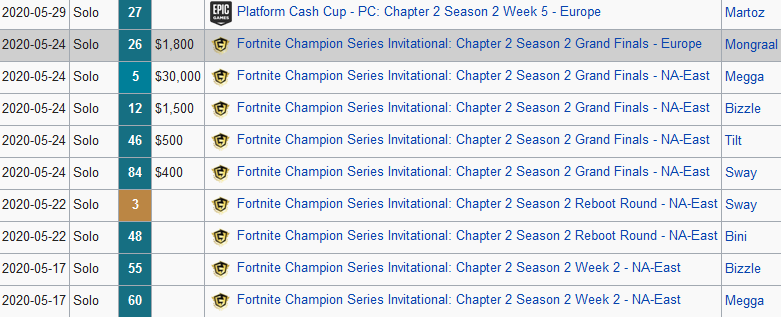 2020-05-29 Solo 27 EPIC GAMES Platform Cash Cup - PC: Chapter 2 Season 2 Week 5 - Europe Martoz
2020-05-24 Solo 26 $1,800 Fortnite Champion Series Invitational: Chapter 2 Season 2 Grand Finals - Europe Mongraal
2020-05-24 Solo 5 $30,000 Fortnite Champion Series Invitational: Chapter 2 Season 2 Grand Finals - NA-East Megga
2020-05-24 Solo 12 $1,500 Fortnite Champion Series Invitational: Chapter 2 Season 2 Grand Finals - NA-East Bizzle
2020-05-24 Solo 46 $500 Fortnite Champion Series Invitational: Chapter 2 Season 2 Grand Finals - NA-East Tilt
2020-05-24 Solo 84 $400 Fortnite Champion Series Invitational: Chapter 2 Season 2 Grand Finals - NA-East Sway
2020-05-22 Solo 3 Fortnite Champion Series Invitational: Chapter 2 Season 2 Reboot Round - NA-East Sway
2020-05-22 Solo 48 Fortnite Champion Series Invitational: Chapter 2 Season 2 Reboot Round - NA-East Bini
2020-05-17 Solo 55 Fortnite Champion Series Invitational: Chapter 2 Season 2 Week 2 - NA-East Bizzle
2020-05-17 Solo 60 Fortnite Champion Series Invitational: Chapter 2 Season 2 Week 2 - NA-East Megga